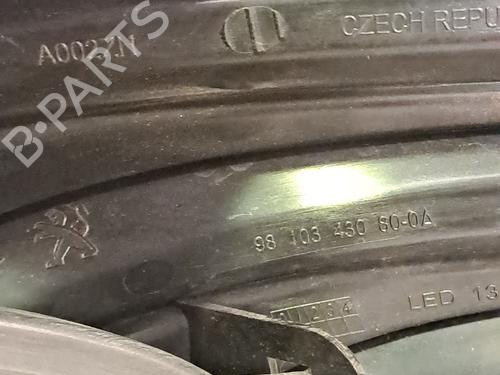 A0027N
CZECH REPU
B-PARTS
98 103 430 80-0A
LED 13